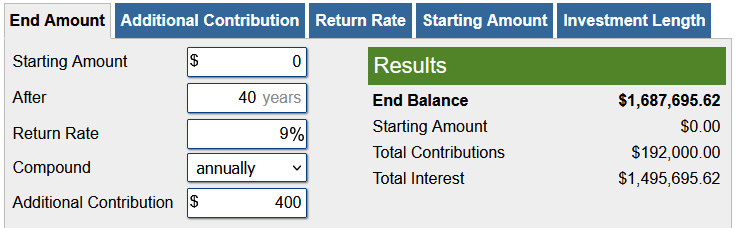 End Amount Additional Contribution Return Rate Starting Amount Investment Length
Starting Amount $ 0
After 40 years
Return Rate 9%
Compound annually
Additional Contribution $ 400
Results
End Balance $1,687,695.62
Starting Amount $0.00
Total Contributions $192,000.00
Total Interest $1,495,695.62